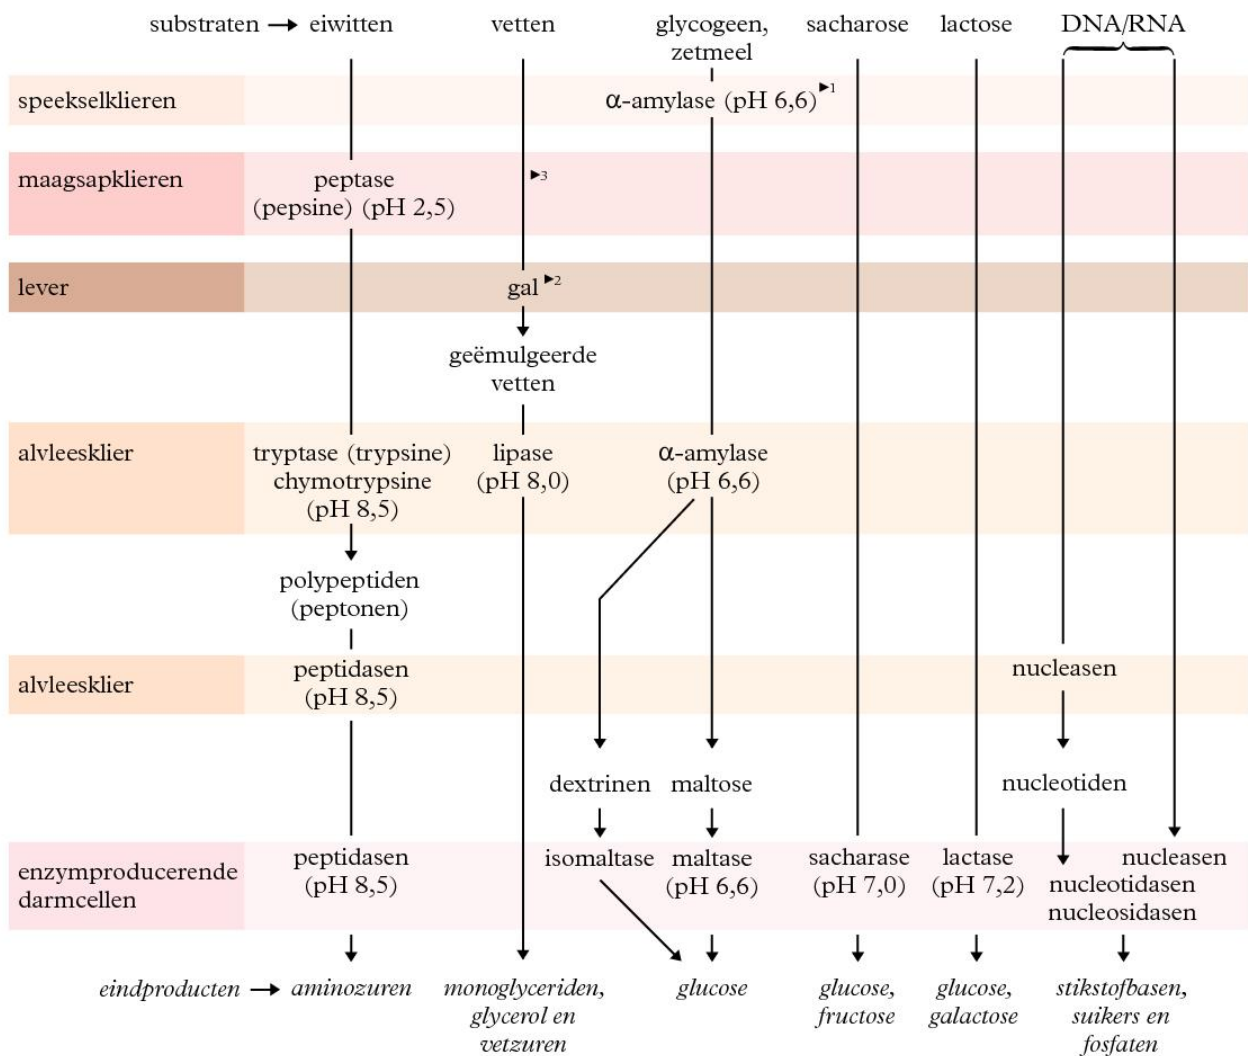 substraten → eiwitten vetten glycogeen, sacharose lactose DNA/RNA
zetmeel
speekselklieren α-amylase (pH 6,6)►1
maagsapklieren peptase ►3
(pepsine) (pH 2,5)
lever gal ►2
geëmulgeerde
vetten
alvleesklier tryptase (trypsine) lipase α-amylase
chymotrypsine (pH 8,0) (pH 6,6)
(pH 8,5)
polypeptiden
(peptonen)
alvleesklier peptidasen nucleasen
(pH 8,5)
dextrinen maltose nucleotiden
enzymproducerende peptidasen isomaltase maltase sacharase lactase nucleasen
darmcellen (pH 8,5) (pH 6,6) (pH 7,0) (pH 7,2) nucleotidasen
nucleosidasen
eindproducten → aminozuren monoglyceriden, glucose glucose, glucose, stikstofbasen,
glycerol en fructose galactose suikers en
vetzuren fosfaten